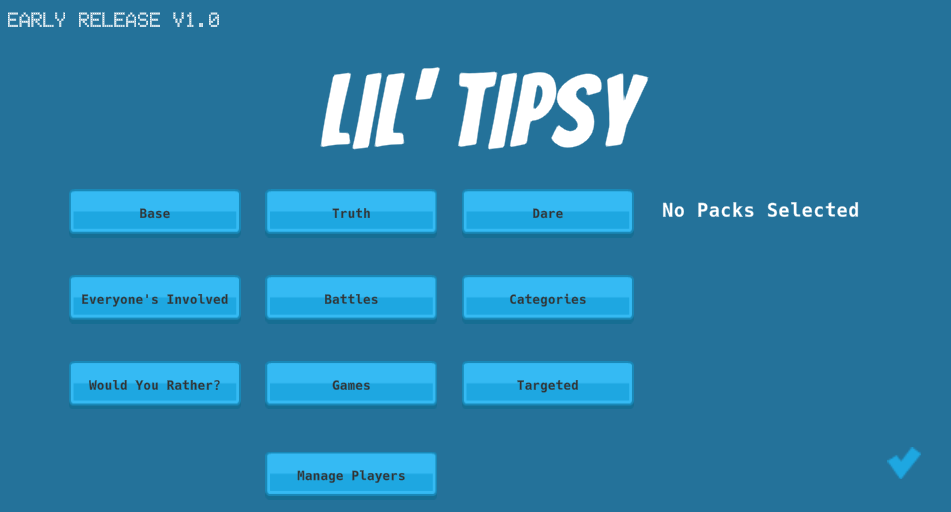 EARLY RELEASE V1.0
LIL' TIPSY
Base
Truth
Dare
No Packs Selected
Everyone's Involved
Battles
Categories
Would You Rather?
Games
Targeted
Manage Players